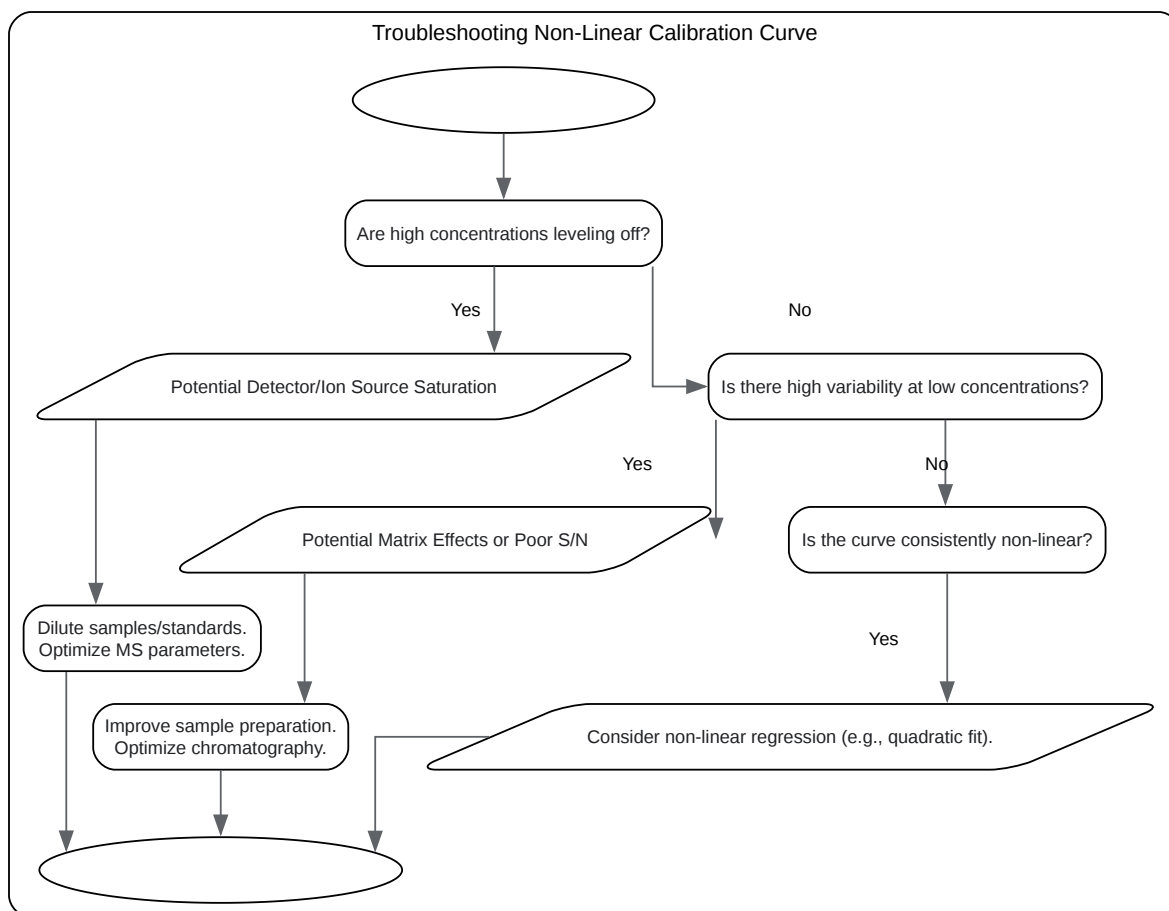 Troubleshooting Non-Linear Calibration Curve
Are high concentrations leveling off?
Yes
No
Potential Detector/Ion Source Saturation
Is there high variability at low concentrations?
Yes
No
Potential Matrix Effects or Poor S/N
Is the curve consistently non-linear?
Dilute samples/standards.
Optimize MS parameters.
Yes
Improve sample preparation.
Optimize chromatography.
Consider non-linear regression (e.g., quadratic fit).